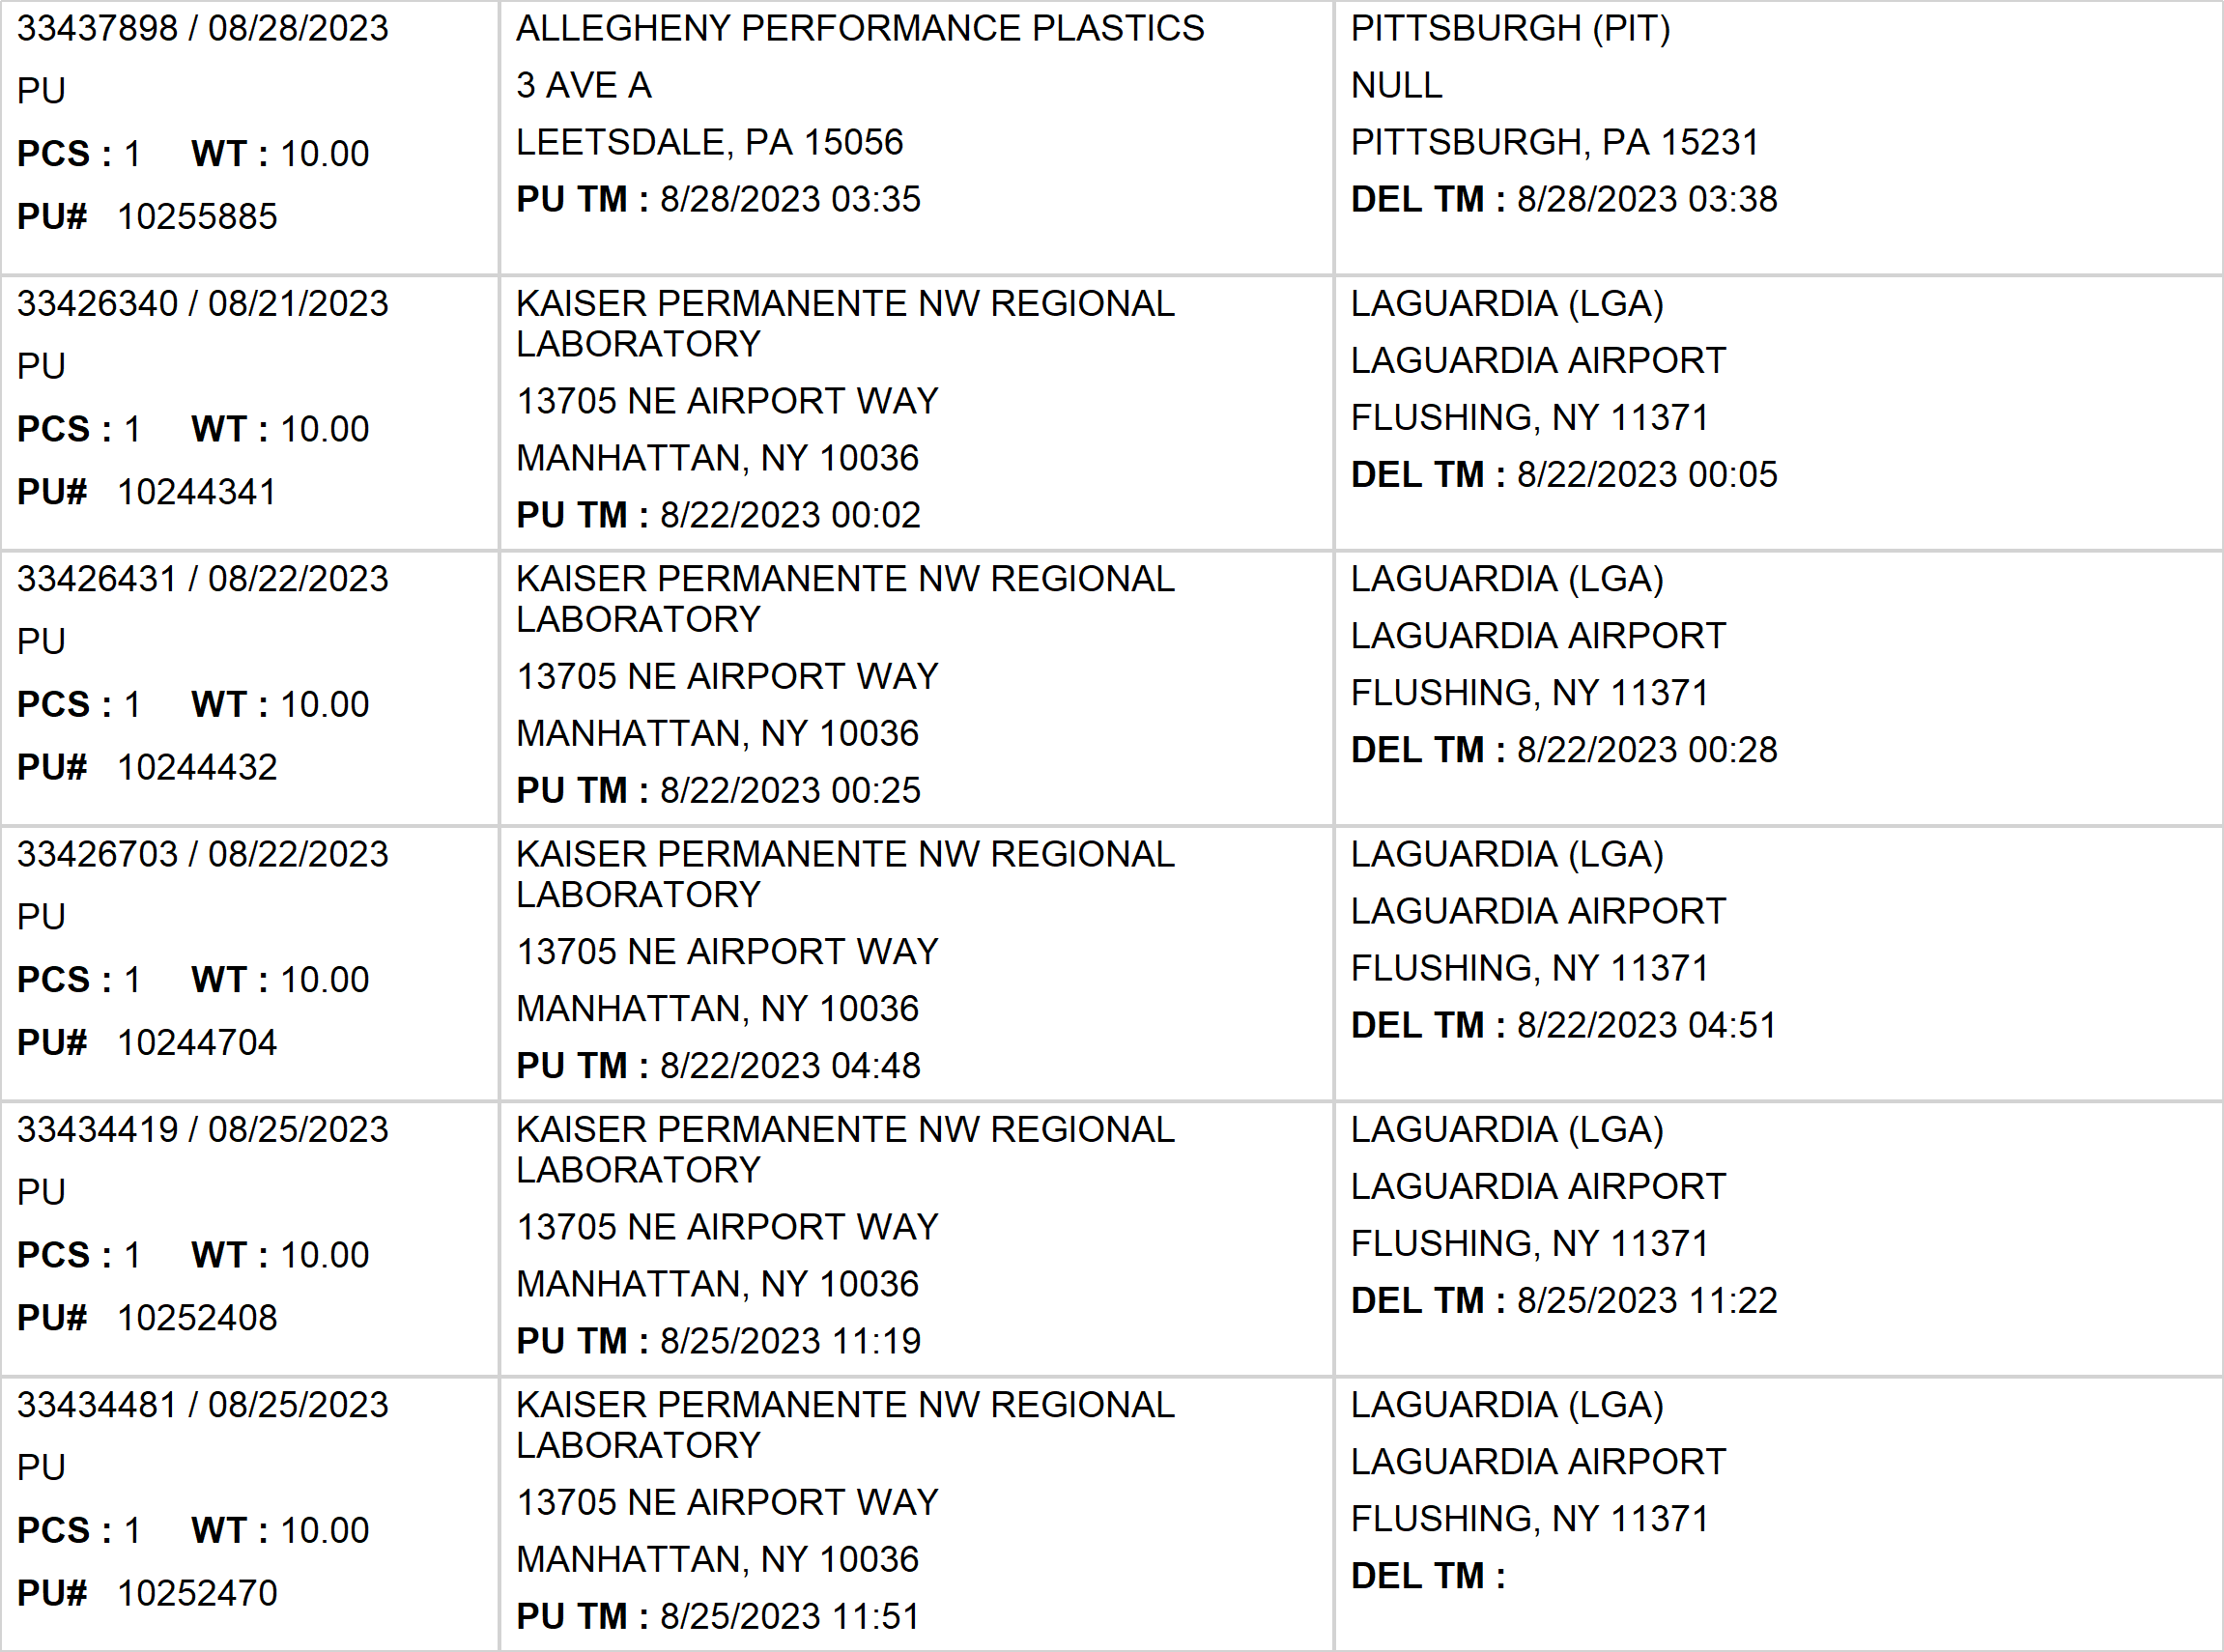 33437898 / 08/28/2023
PU
PCS : 1 WT : 10.00
PU# 10255885
ALLEGHENY PERFORMANCE PLASTICS
3 AVE A
LEETSDALE, PA 15056
PU TM : 8/28/2023 03:35
PITTSBURGH (PIT)
NULL
PITTSBURGH, PA 15231
DEL TM : 8/28/2023 03:38
33426340 / 08/21/2023
PU
PCS : 1 WT : 10.00
PU# 10244341
KAISER PERMANENTE NW REGIONAL
LABORATORY
13705 NE AIRPORT WAY
MANHATTAN, NY 10036
PU TM : 8/22/2023 00:02
LAGUARDIA (LGA)
LAGUARDIA AIRPORT
FLUSHING, NY 11371
DEL TM : 8/22/2023 00:05
33426431 / 08/22/2023
PU
PCS : 1 WT : 10.00
PU# 10244432
KAISER PERMANENTE NW REGIONAL
LABORATORY
13705 NE AIRPORT WAY
MANHATTAN, NY 10036
PU TM : 8/22/2023 00:25
LAGUARDIA (LGA)
LAGUARDIA AIRPORT
FLUSHING, NY 11371
DEL TM : 8/22/2023 00:28
33426703 / 08/22/2023
PU
PCS : 1 WT : 10.00
PU# 10244704
KAISER PERMANENTE NW REGIONAL
LABORATORY
13705 NE AIRPORT WAY
MANHATTAN, NY 10036
PU TM : 8/22/2023 04:48
LAGUARDIA (LGA)
LAGUARDIA AIRPORT
FLUSHING, NY 11371
DEL TM : 8/22/2023 04:51
33434419 / 08/25/2023
PU
PCS : 1 WT : 10.00
PU# 10252408
KAISER PERMANENTE NW REGIONAL
LABORATORY
13705 NE AIRPORT WAY
MANHATTAN, NY 10036
PU TM : 8/25/2023 11:19
LAGUARDIA (LGA)
LAGUARDIA AIRPORT
FLUSHING, NY 11371
DEL TM : 8/25/2023 11:22
33434481 / 08/25/2023
PU
PCS : 1 WT : 10.00
PU# 10252470
KAISER PERMANENTE NW REGIONAL
LABORATORY
13705 NE AIRPORT WAY
MANHATTAN, NY 10036
PU TM : 8/25/2023 11:51
LAGUARDIA (LGA)
LAGUARDIA AIRPORT
FLUSHING, NY 11371
DEL TM :